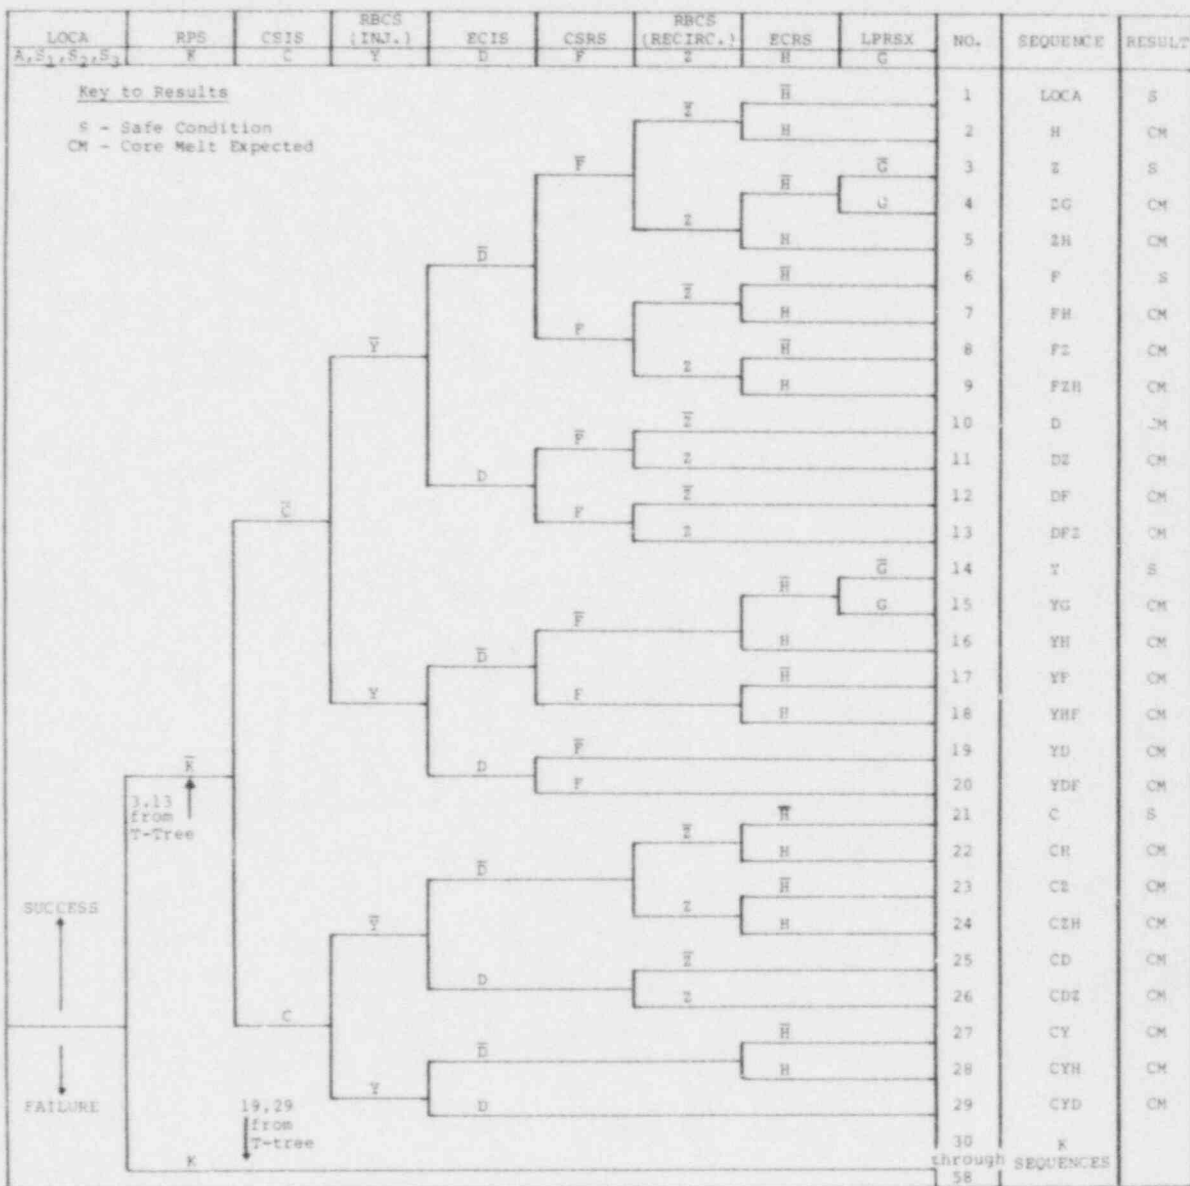 LOCA RPS CSIS RBCS (INJ.) ECIS CSRS RBCS (RECIRC.) ECRS LPRSX NO. SEQUENCE RESULT
A,S1,S2,S3 K C Y D F Z H G
Key to Results
S - Safe Condition
CM - Core Melt Expected
H̅ 1 LOCA S
Z̅
H 2 H CM
F̅
G̅ 3 Z S
H̅
G 4 ZG CM
Z
H 5 ZH CM
D̅
H̅ 6 F S
Z̅
H 7 FH CM
F
Y̅
H̅ 8 FZ CM
Z
H 9 FZH CM
Z̅ 10 D CM
F̅
Z 11 DZ CM
D
Z̅ 12 DF CM
F
C̅
Z 13 DFZ CM
G̅ 14 Y S
H̅
G 15 YG CM
F̅
H 16 YH CM
D̅
H̅ 17 YF CM
Y F
H 18 YHF CM
F̅ 19 YD CM
K̅ D
F 20 YDF CM
3.13
from
T-Tree
H̅ 21 C S
Z̅
H 22 CH CM
D̅
H̅ 23 CZ CM
SUCCESS
Z
H 24 CZH CM
Y̅
Z̅ 25 CD CM
D
Z 26 CDZ CM
C
H̅ 27 CY CM
D̅
H 28 CYH CM
Y
D 29 CYD CM
FAILURE
19,29
from
T-tree
K
30
through
58
K
SEQUENCES